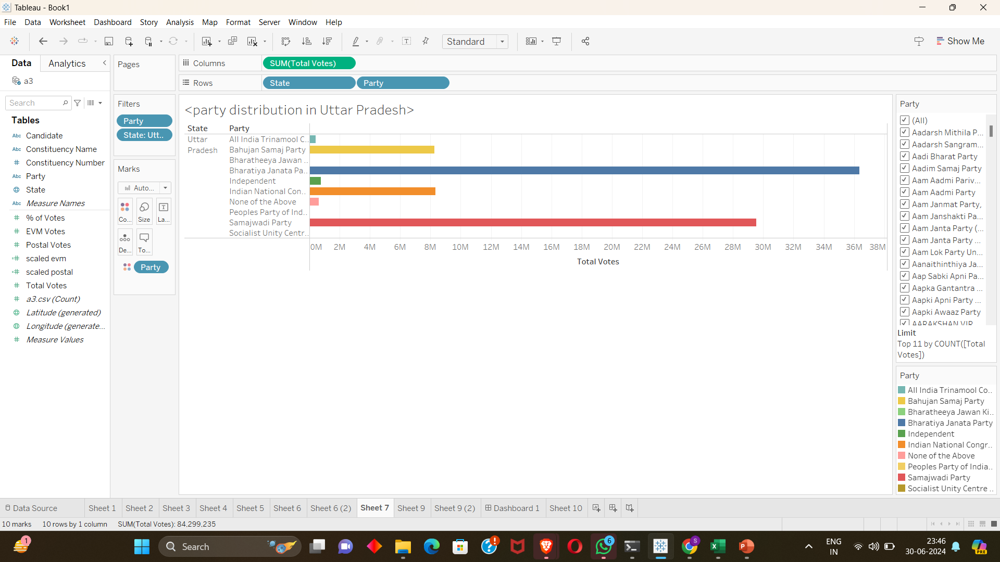 Tableau - Book1
File Data Worksheet Dashboard Story Analysis Map Format Server Window Help
Standard
Show Me
Data
Analytics
a3
Search
Tables
Abc Candidate
Abc Constituency Name
# Constituency Number
Abc Party
State
Abc Measure Names
# % of Votes
# EVM Votes
# Postal Votes
=# scaled evm
=# scaled postal
# Total Votes
# a3.csv (Count)
Latitude (generated)
Longitude (generate...
# Measure Values
Pages
Filters
Party
State: Utt..
Marks
Auto...
Co... Size La...
De... To...
Party
Columns SUM(Total Votes)
Rows State Party
<party distribution in Uttar Pradesh>
State Party
Uttar Pradesh
All India Trinamool C..
Bahujan Samaj Party
Bharatheeya Jawan ..
Bharatiya Janata Pa..
Independent
Indian National Con..
None of the Above
Peoples Party of Ind..
Samajwadi Party
Socialist Unity Centr..
0M 2M 4M 6M 8M 10M 12M 14M 16M 18M 20M 22M 24M 26M 28M 30M 32M 34M 36M 38M
Total Votes
Party
(All)
Aadarsh Mithila P...
Aadarsh Sangram...
Aadi Bharat Party
Aadim Samaj Party
Aam Aadmi Pariv...
Aam Aadmi Party
Aam Janmat Party,
Aam Janshakti Pa...
Aam Janta Party (...
Aam Janta Party ...
Aam Lok Party Un...
Aanaithinthiya Ja...
Aap Sabki Apni Pa...
Aapka Gantantra ...
Aapki Apni Party ...
Aapki Awaaz Party
AARAKSHAN VIR
Limit
Top 11 by COUNT([Total
Votes])
Party
All India Trinamool Co..
Bahujan Samaj Party
Bharatheeya Jawan Ki..
Bharatiya Janata Party
Independent
Indian National Congr..
None of the Above
Peoples Party of India..
Samajwadi Party
Socialist Unity Centre ..
Data Source Sheet 1 Sheet 2 Sheet 3 Sheet 4 Sheet 5 Sheet 6 Sheet 6 (2) Sheet 7 Sheet 9 Sheet 9 (2) Dashboard 1 Sheet 10
10 marks 10 rows by 1 column SUM(Total Votes): 84,299,235
1
Search
6
S
ENG
IN
23:46
30-06-2024
PRE